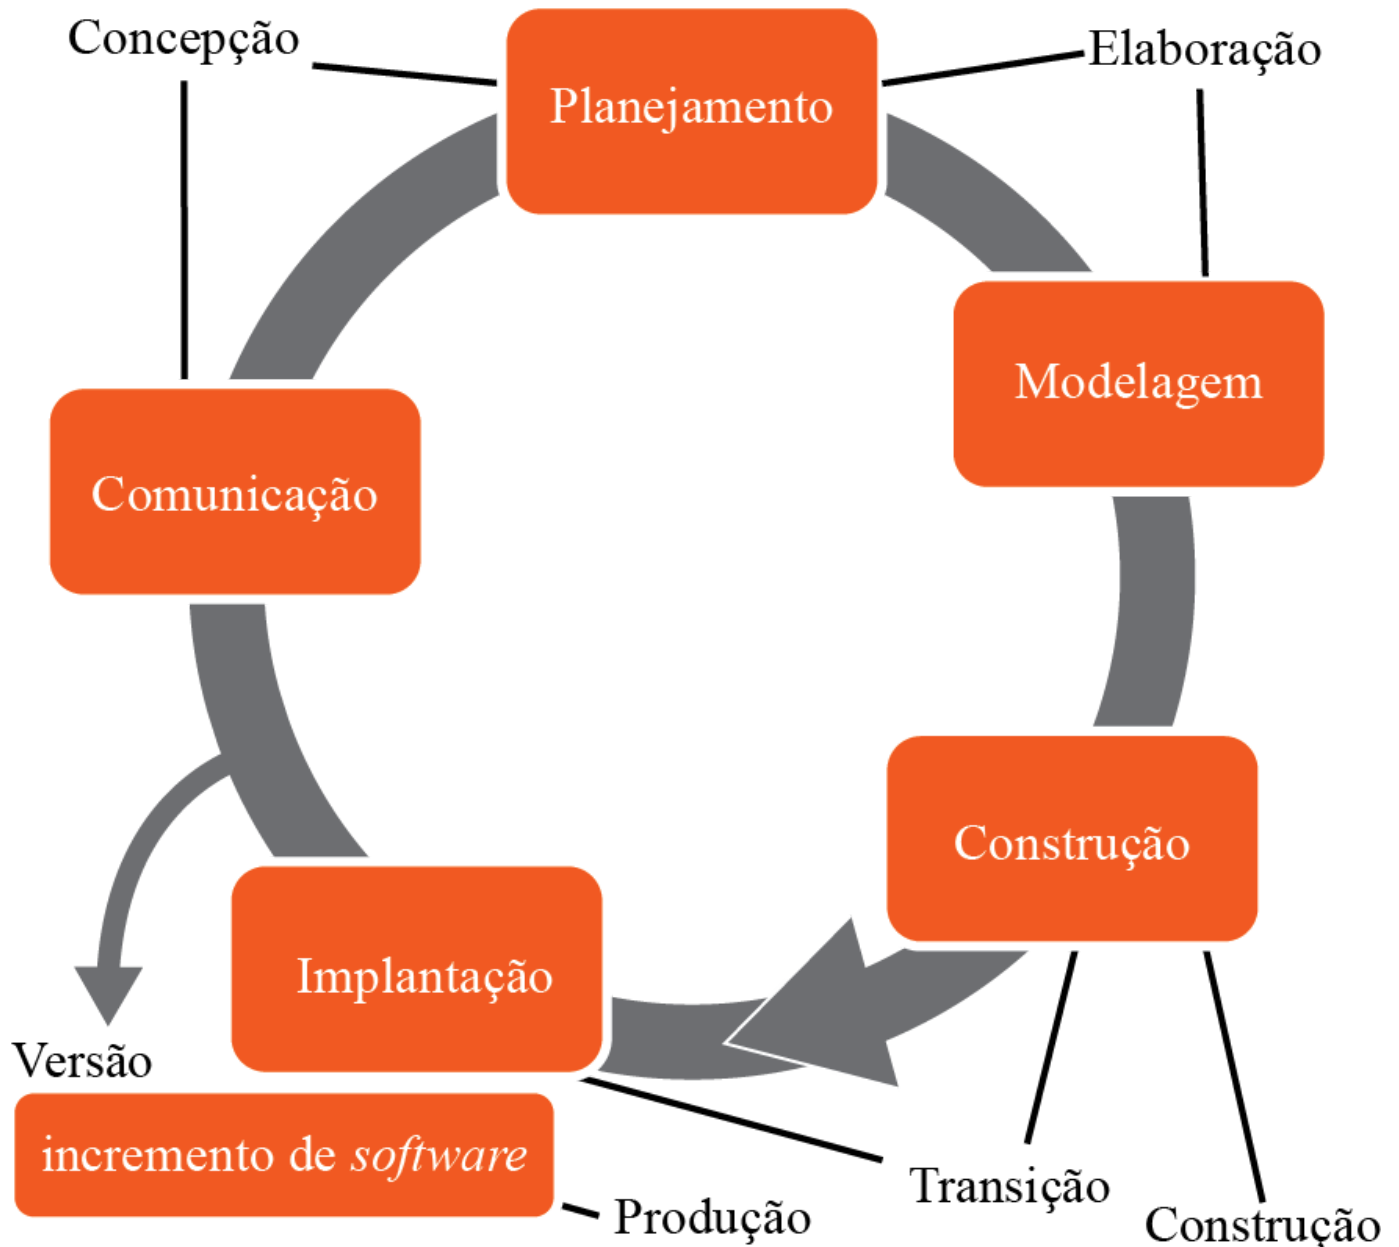 Concepção
Elaboração
Planejamento
Modelagem
Comunicação
Construção
Implantação
Versão
incremento de software
Transição
Produção
Construção